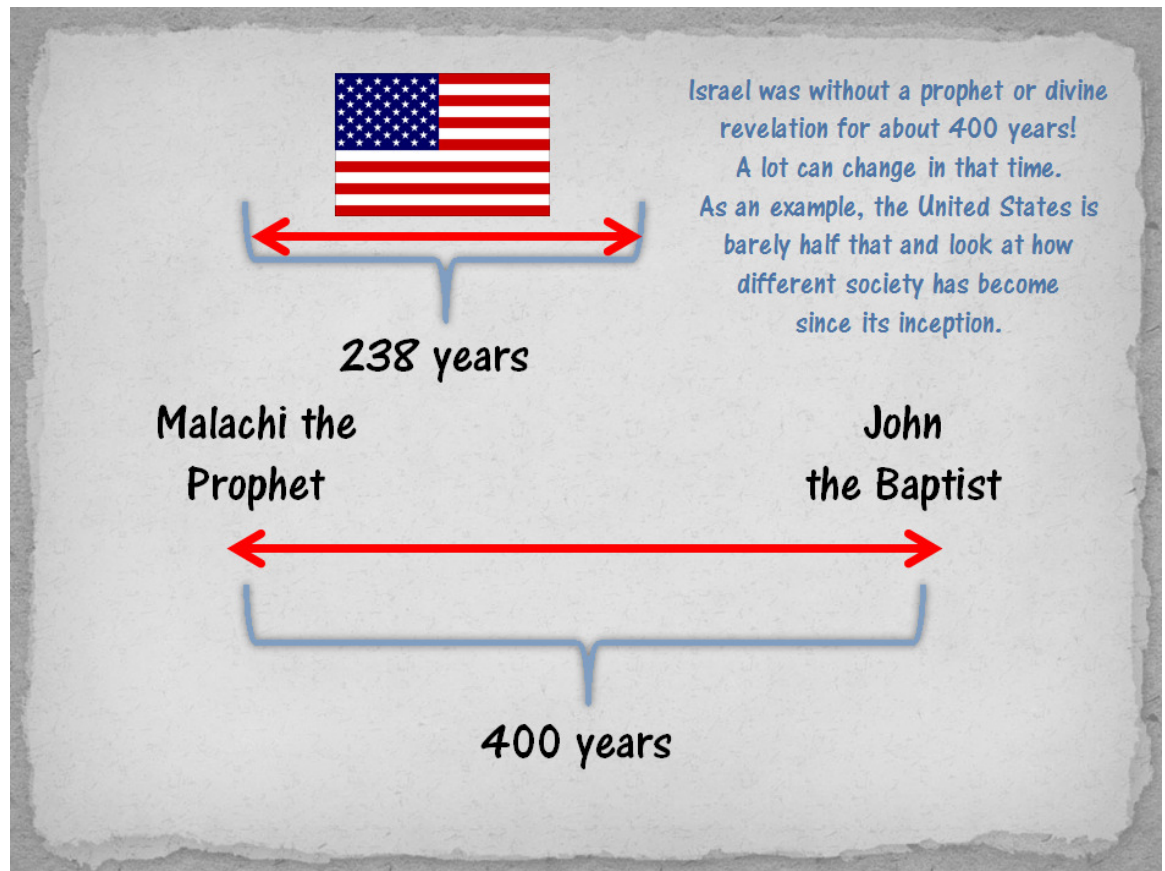 Israel was without a prophet or divine
revelation for about 400 years!
A lot can change in that time.
As an example, the United States is
barely half that and look at how
different society has become
since its inception.
238 years
Malachi the
Prophet
John
the Baptist
400 years